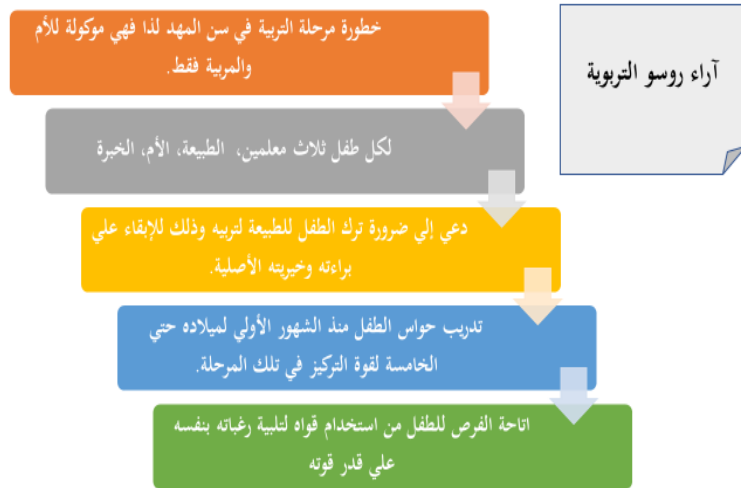 آراء روسو التربوية
خطورة مرحلة التربية في سن المهد لذا فهي موكولة للأم
والمربية فقط.
لكل طفل ثلاث معلمين، الطبيعة، الأم، الخبرة
دعي إلي ضرورة ترك الطفل للطبيعة لتربيه وذلك للإبقاء علي
براءته وخيريته الأصلية.
تدريب حواس الطفل منذ الشهور الأولي لميلاده حتي
الخامسة لقوة التركيز في تلك المرحلة.
اتاحة الفرص للطفل من استخدام قواه لتلبية رغباته بنفسه
علي قدر قوته